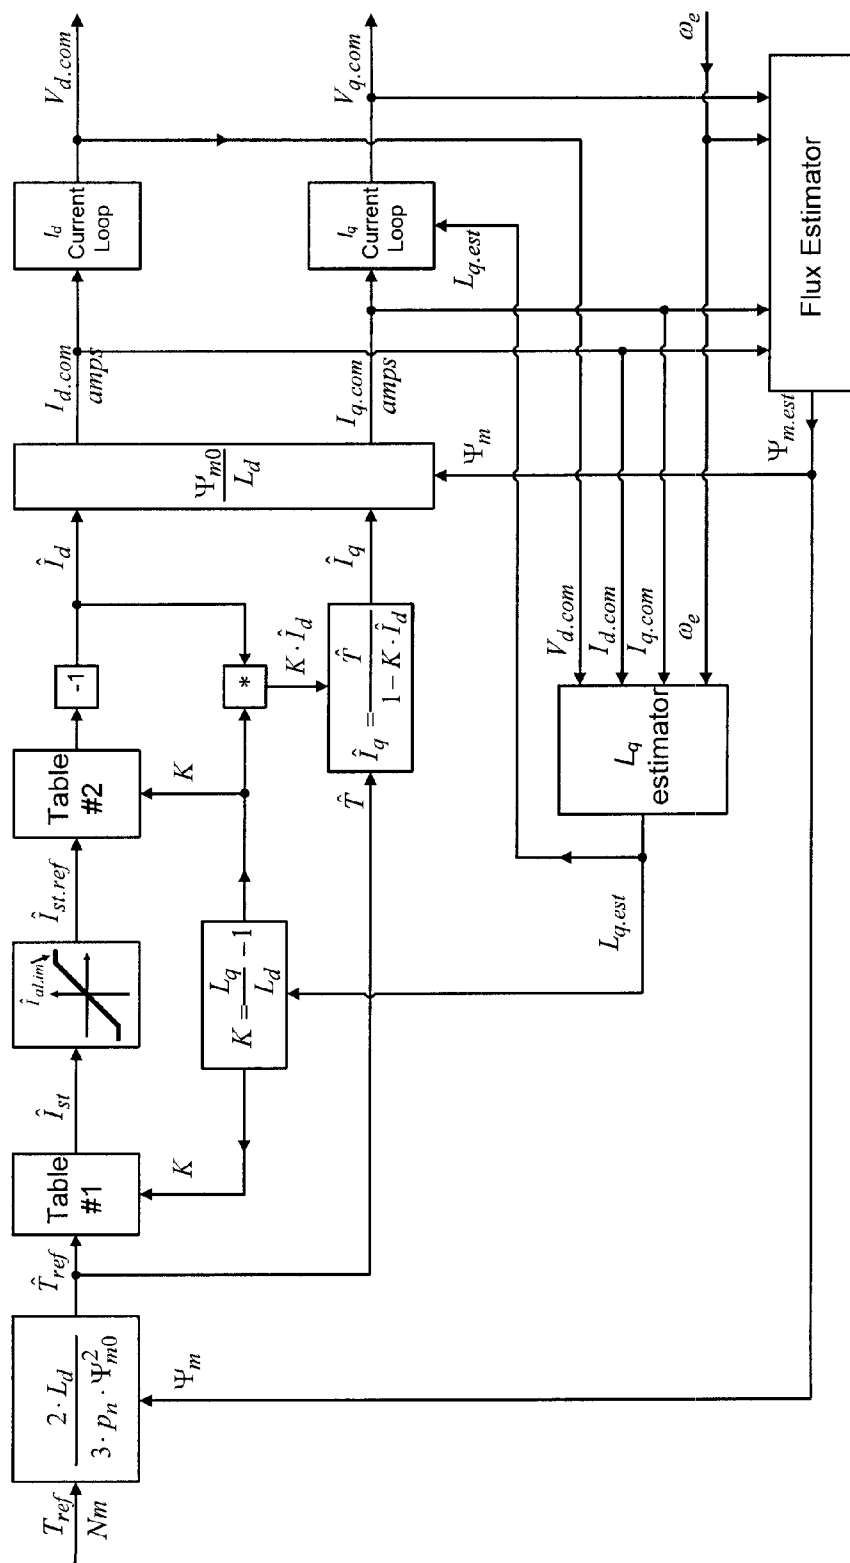 T_ref
Nm
2 · L_d
3 · p_n · Ψ_m0^2
Ψ_m
T̂_ref
Table
#1
K
Î_st
Î_al.im
Î_st.ref
Table
#2
K
-1
*
K · Î_d
Î_d
K = L_q / L_d - 1
T̂
Î_q = T̂ / (1 - K · Î_d)
Î_q
Ψ_m0
L_d
Ψ_m
I_d.com
amps
I_q.com
amps
I_d
Current
Loop
I_q
Current
Loop
L_q.est
V_d.com
V_q.com
ω_e
L_q.est
L_q
estimator
V_d.com
I_d.com
I_q.com
ω_e
Ψ_m.est
Flux Estimator